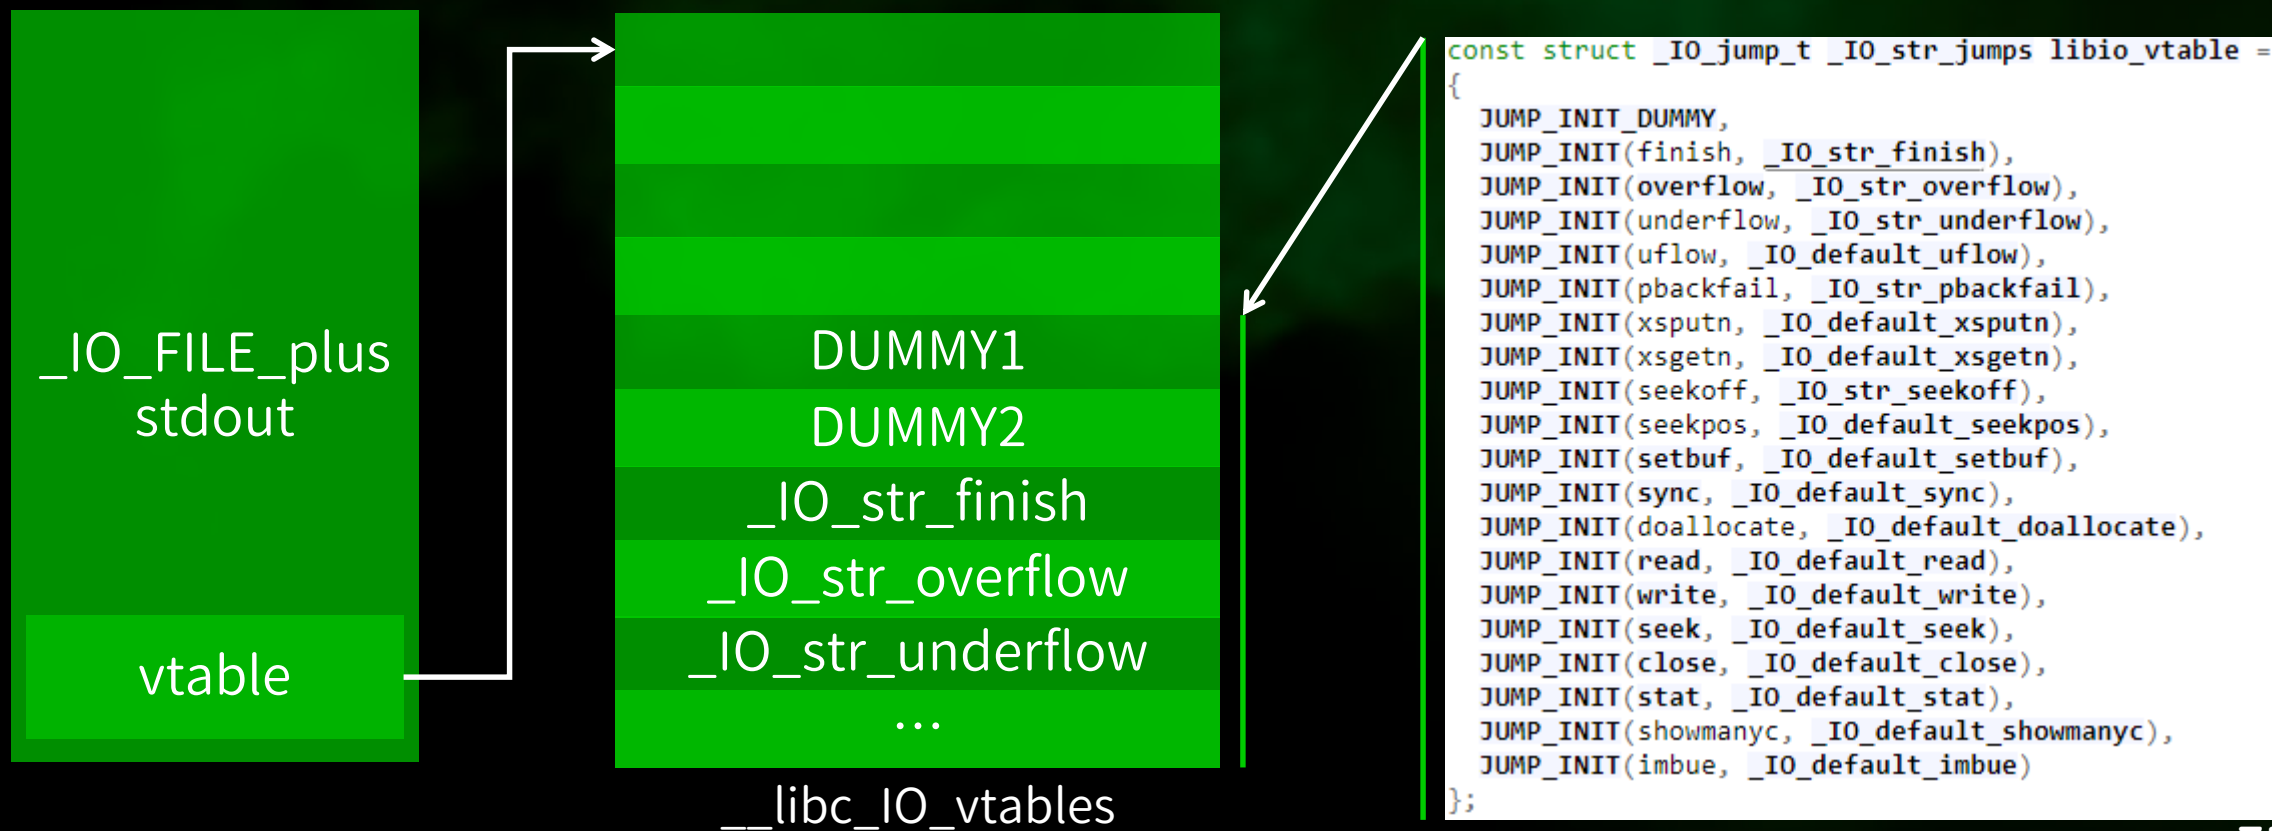 _IO_FILE_plus
stdout
vtable
DUMMY1
DUMMY2
_IO_str_finish
_IO_str_overflow
_IO_str_underflow
...
__libc_IO_vtables
const struct _IO_jump_t _IO_str_jumps libio_vtable =
{
  JUMP_INIT_DUMMY,
  JUMP_INIT(finish, _IO_str_finish),
  JUMP_INIT(overflow, _IO_str_overflow),
  JUMP_INIT(underflow, _IO_str_underflow),
  JUMP_INIT(uflow, _IO_default_uflow),
  JUMP_INIT(pbackfail, _IO_str_pbackfail),
  JUMP_INIT(xsputn, _IO_default_xsputn),
  JUMP_INIT(xsgetn, _IO_default_xsgetn),
  JUMP_INIT(seekoff, _IO_str_seekoff),
  JUMP_INIT(seekpos, _IO_default_seekpos),
  JUMP_INIT(setbuf, _IO_default_setbuf),
  JUMP_INIT(sync, _IO_default_sync),
  JUMP_INIT(doallocate, _IO_default_doallocate),
  JUMP_INIT(read, _IO_default_read),
  JUMP_INIT(write, _IO_default_write),
  JUMP_INIT(seek, _IO_default_seek),
  JUMP_INIT(close, _IO_default_close),
  JUMP_INIT(stat, _IO_default_stat),
  JUMP_INIT(showmanyc, _IO_default_showmanyc),
  JUMP_INIT(imbue, _IO_default_imbue)
};